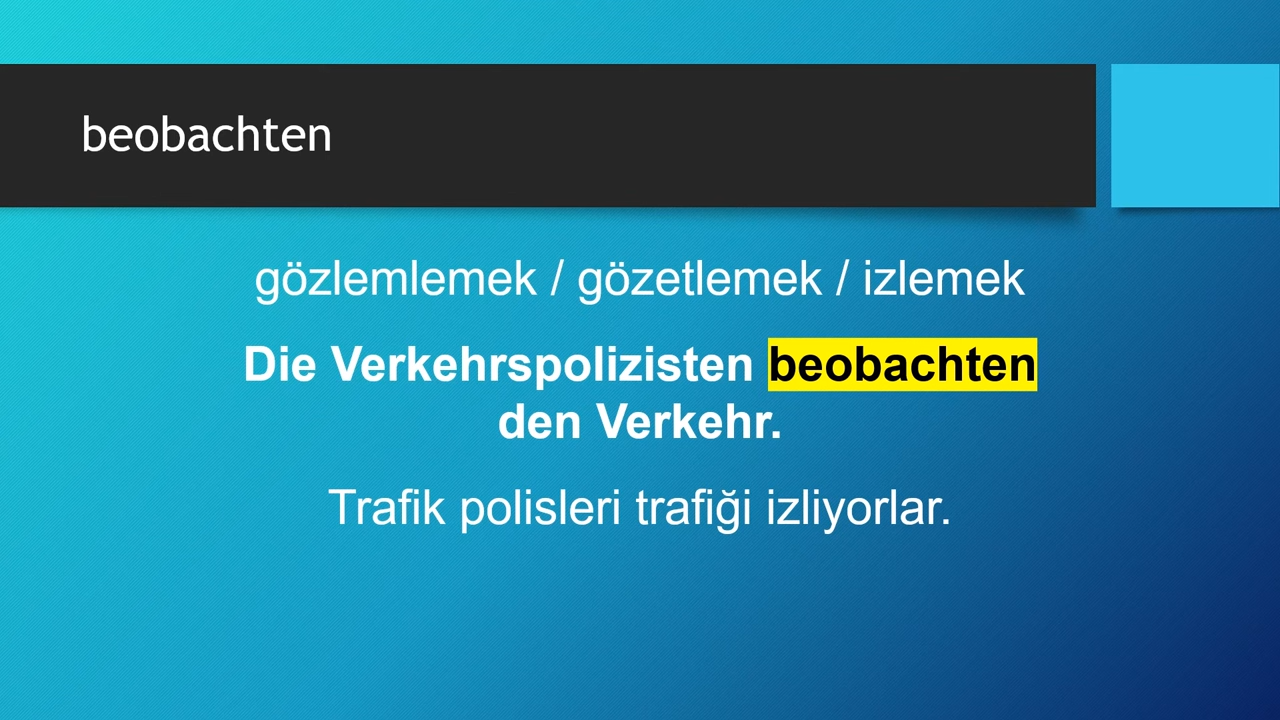 beobachten
gözlemlemek / gözetlemek / izlemek
Die Verkehrspolizisten beobachten
den Verkehr.
Trafik polisleri trafiği izliyorlar.